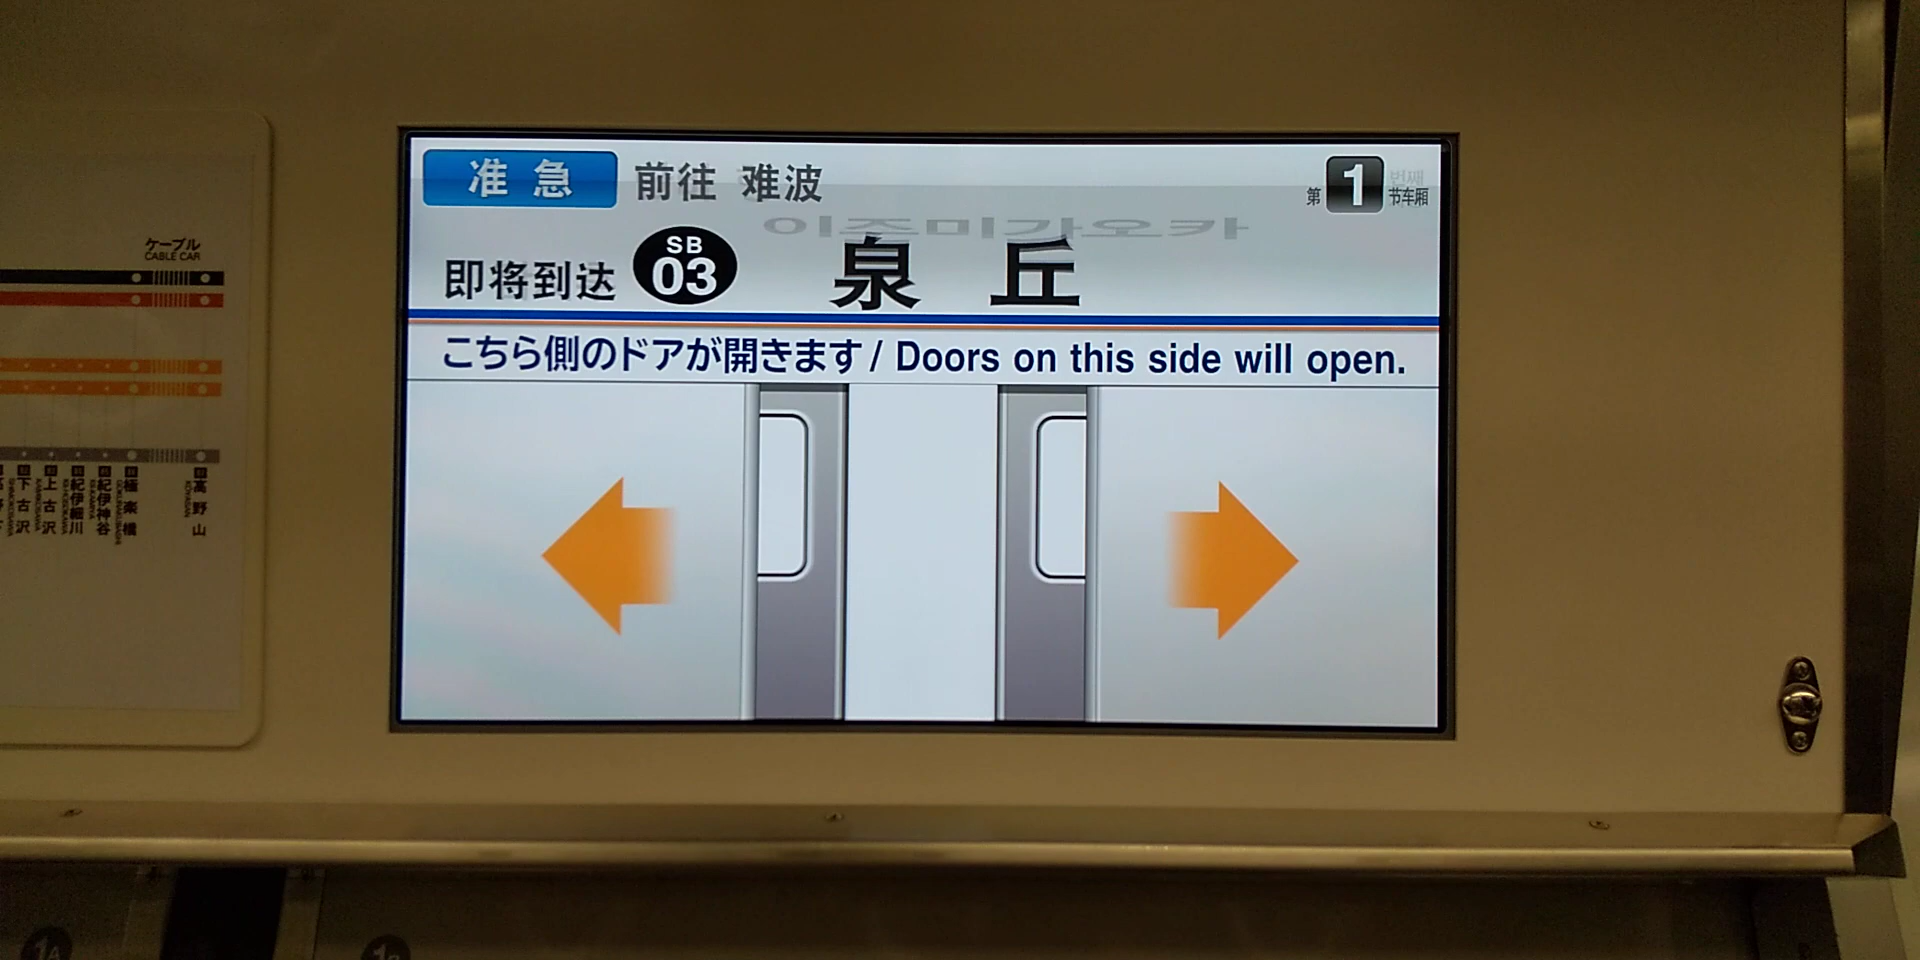 准急 前往 难波 第 1 节车厢
번째
이즈미가오카
即将到达 SB 03 泉丘
こちら側のドアが開きます / Doors on this side will open.
ケーブル
CABLE CAR
下古沢
上古沢
紀伊細川
紀伊神谷
極楽橋
高野山